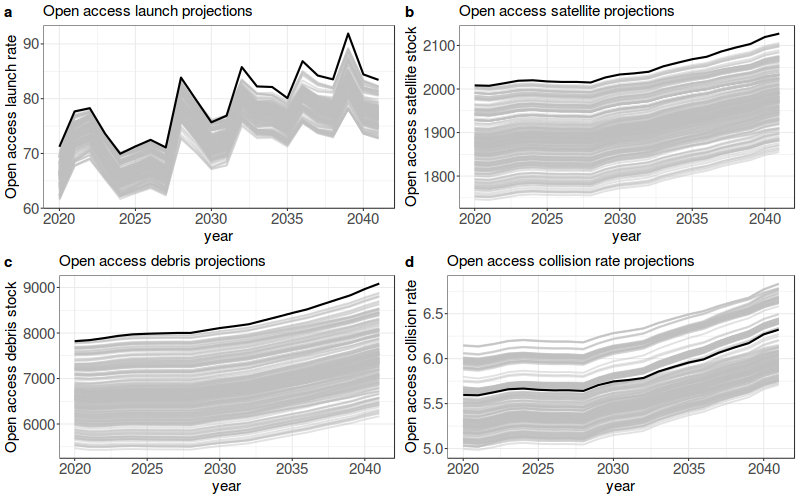 a Open access launch projections
Open access launch rate
90
80
70
60
2020 2025 2030 2035 2040
year
b Open access satellite projections
Open access satellite stock
2100
2000
1900
1800
2020 2025 2030 2035 2040
year
c Open access debris projections
Open access debris stock
9000
8000
7000
6000
2020 2025 2030 2035 2040
year
d Open access collision rate projections
Open access collision rate
6.5
6.0
5.5
5.0
2020 2025 2030 2035 2040
year